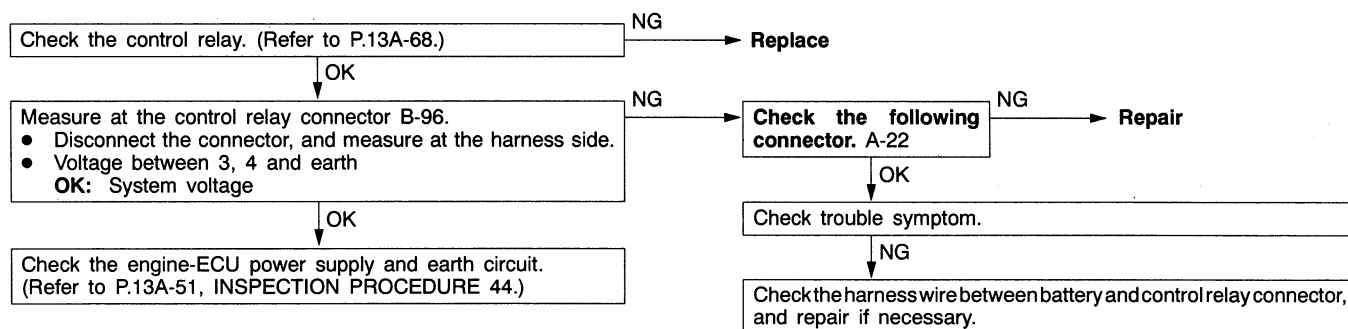 Check the control relay. (Refer to P.13A-68.)
NG
Replace
OK
Measure at the control relay connector B-96.
● Disconnect the connector, and measure at the harness side.
● Voltage between 3, 4 and earth
OK: System voltage
NG
Check the following
connector. A-22
NG
Repair
OK
Check trouble symptom.
NG
Check the harness wire between battery and control relay connector,
and repair if necessary.
OK
Check the engine-ECU power supply and earth circuit.
(Refer to P.13A-51, INSPECTION PROCEDURE 44.)